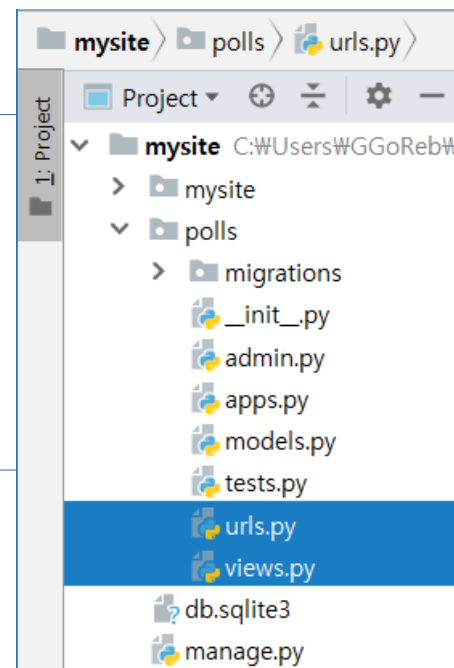 mysite polls urls.py
1: Project
Project
mysite C:₩Users₩GGoReb₩
mysite
polls
migrations
__init__.py
admin.py
apps.py
models.py
tests.py
urls.py
views.py
db.sqlite3
manage.py